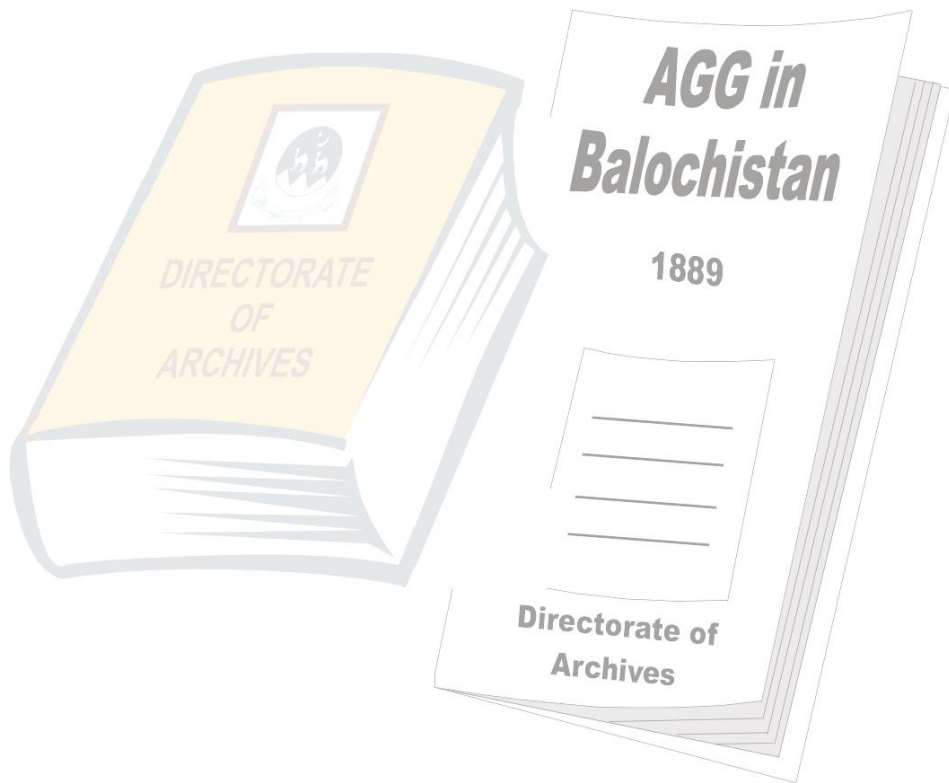 DIRECTORATE
OF
ARCHIVES
AGG in
Balochistan
1889
Directorate of
Archives